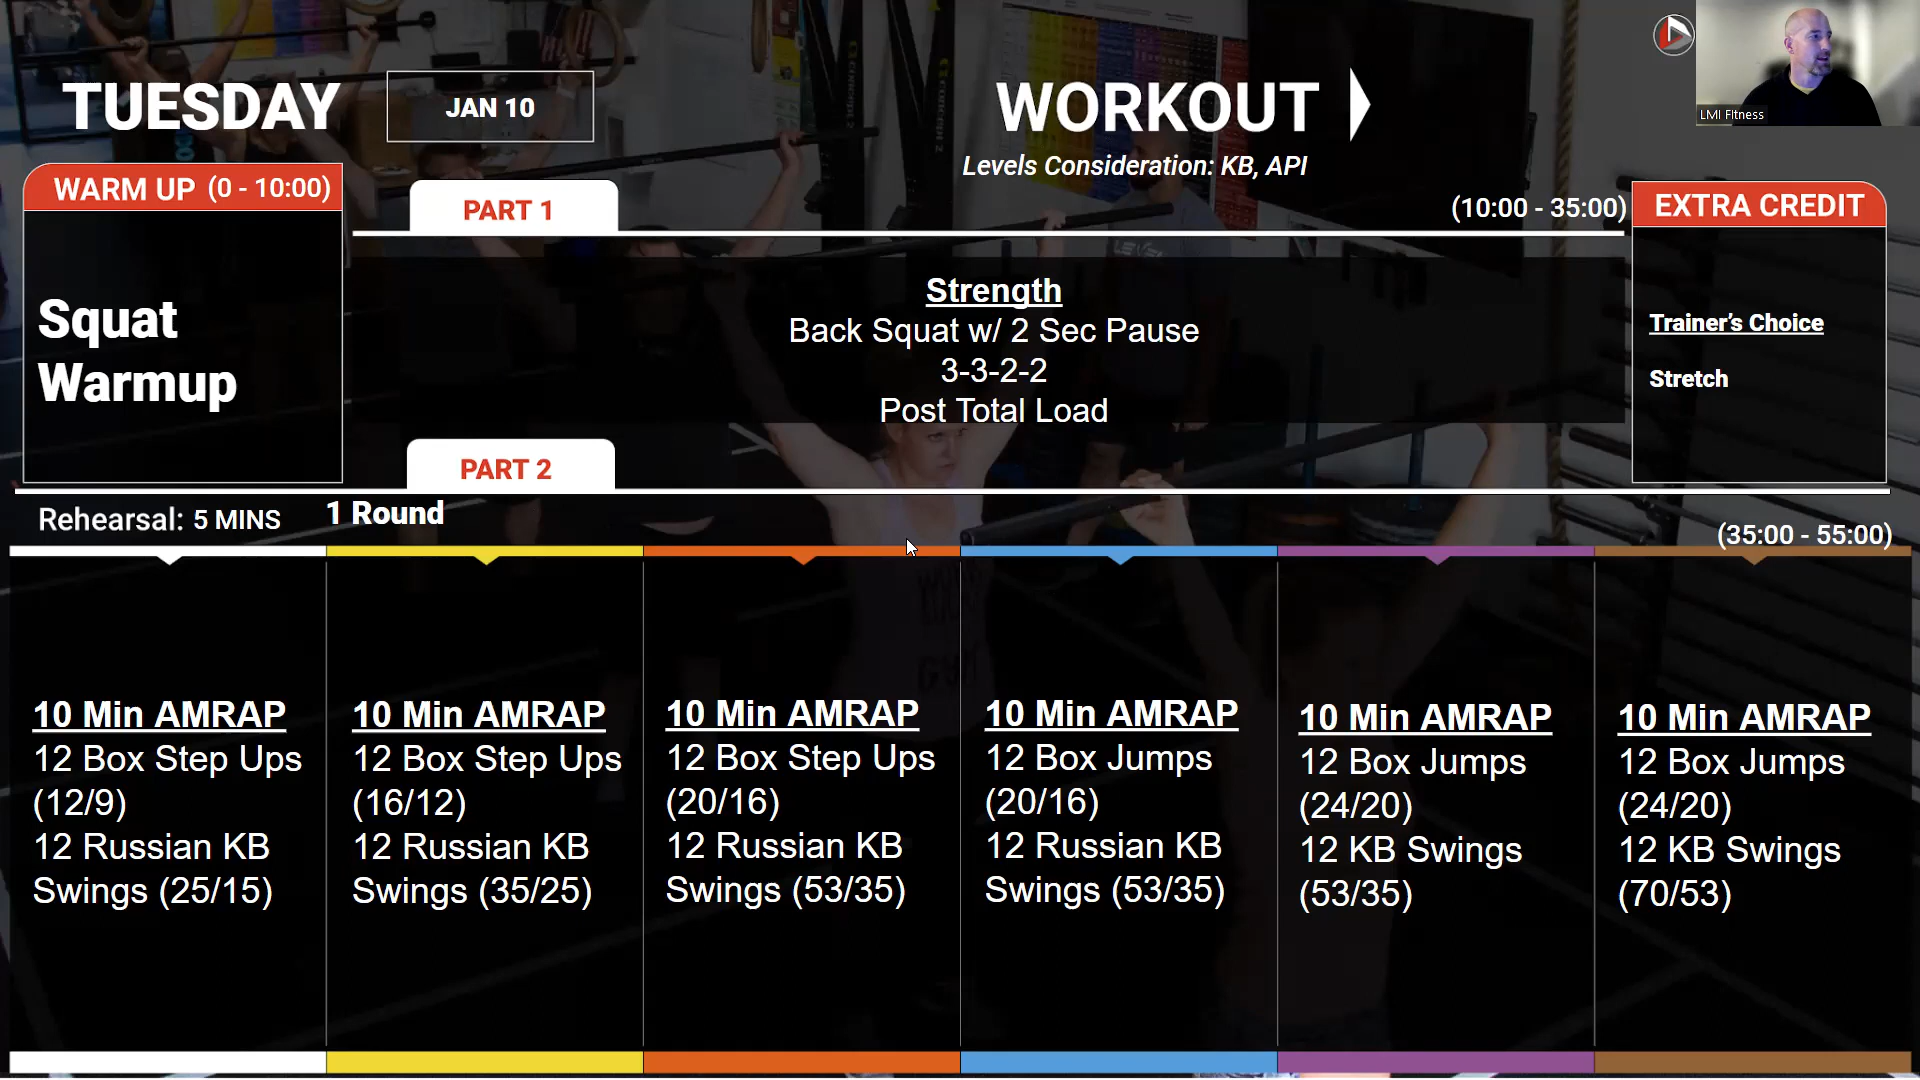 TUESDAY
JAN 10
WORKOUT
Levels Consideration: KB, API
LMI Fitness
WARM UP (0 - 10:00)
Squat
Warmup
PART 1
(10:00 - 35:00)
Strength
Back Squat w/ 2 Sec Pause
3-3-2-2
Post Total Load
EXTRA CREDIT
Trainer's Choice
Stretch
PART 2
Rehearsal: 5 MINS
1 Round
(35:00 - 55:00)
10 Min AMRAP
12 Box Step Ups
(12/9)
12 Russian KB
Swings (25/15)
10 Min AMRAP
12 Box Step Ups
(16/12)
12 Russian KB
Swings (35/25)
10 Min AMRAP
12 Box Step Ups
(20/16)
12 Russian KB
Swings (53/35)
10 Min AMRAP
12 Box Jumps
(20/16)
12 Russian KB
Swings (53/35)
10 Min AMRAP
12 Box Jumps
(24/20)
12 KB Swings
(53/35)
10 Min AMRAP
12 Box Jumps
(24/20)
12 KB Swings
(70/53)